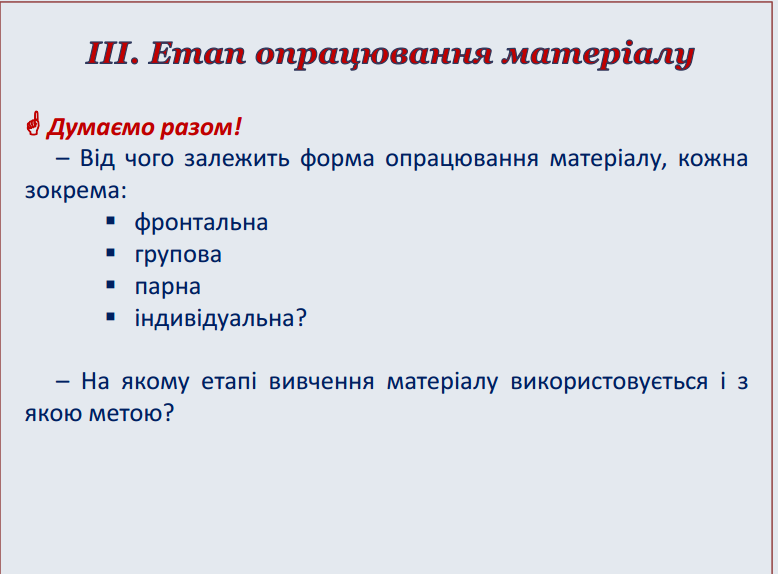 III. Етап опрацювання матеріалу
Думаємо разом!
– Від чого залежить форма опрацювання матеріалу, кожна
зокрема:
▪ фронтальна
▪ групова
▪ парна
▪ індивідуальна?
– На якому етапі вивчення матеріалу використовується і з
якою метою?